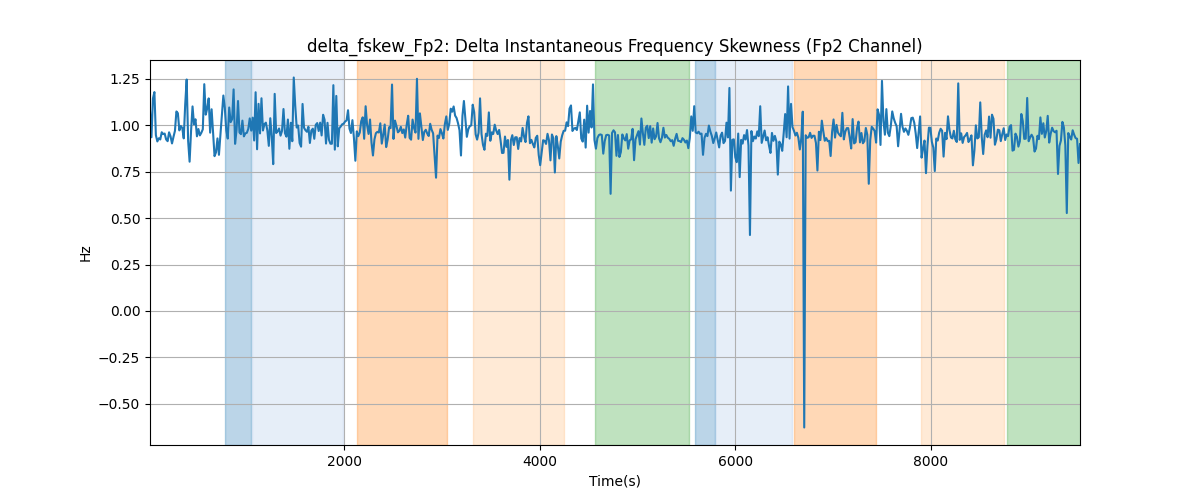 delta_fskew_Fp2: Delta Instantaneous Frequency Skewness (Fp2 Channel)
1.25
1.00
0.75
0.50
0.25
0.00
−0.25
−0.50
Hz
2000 4000 6000 8000
Time(s)